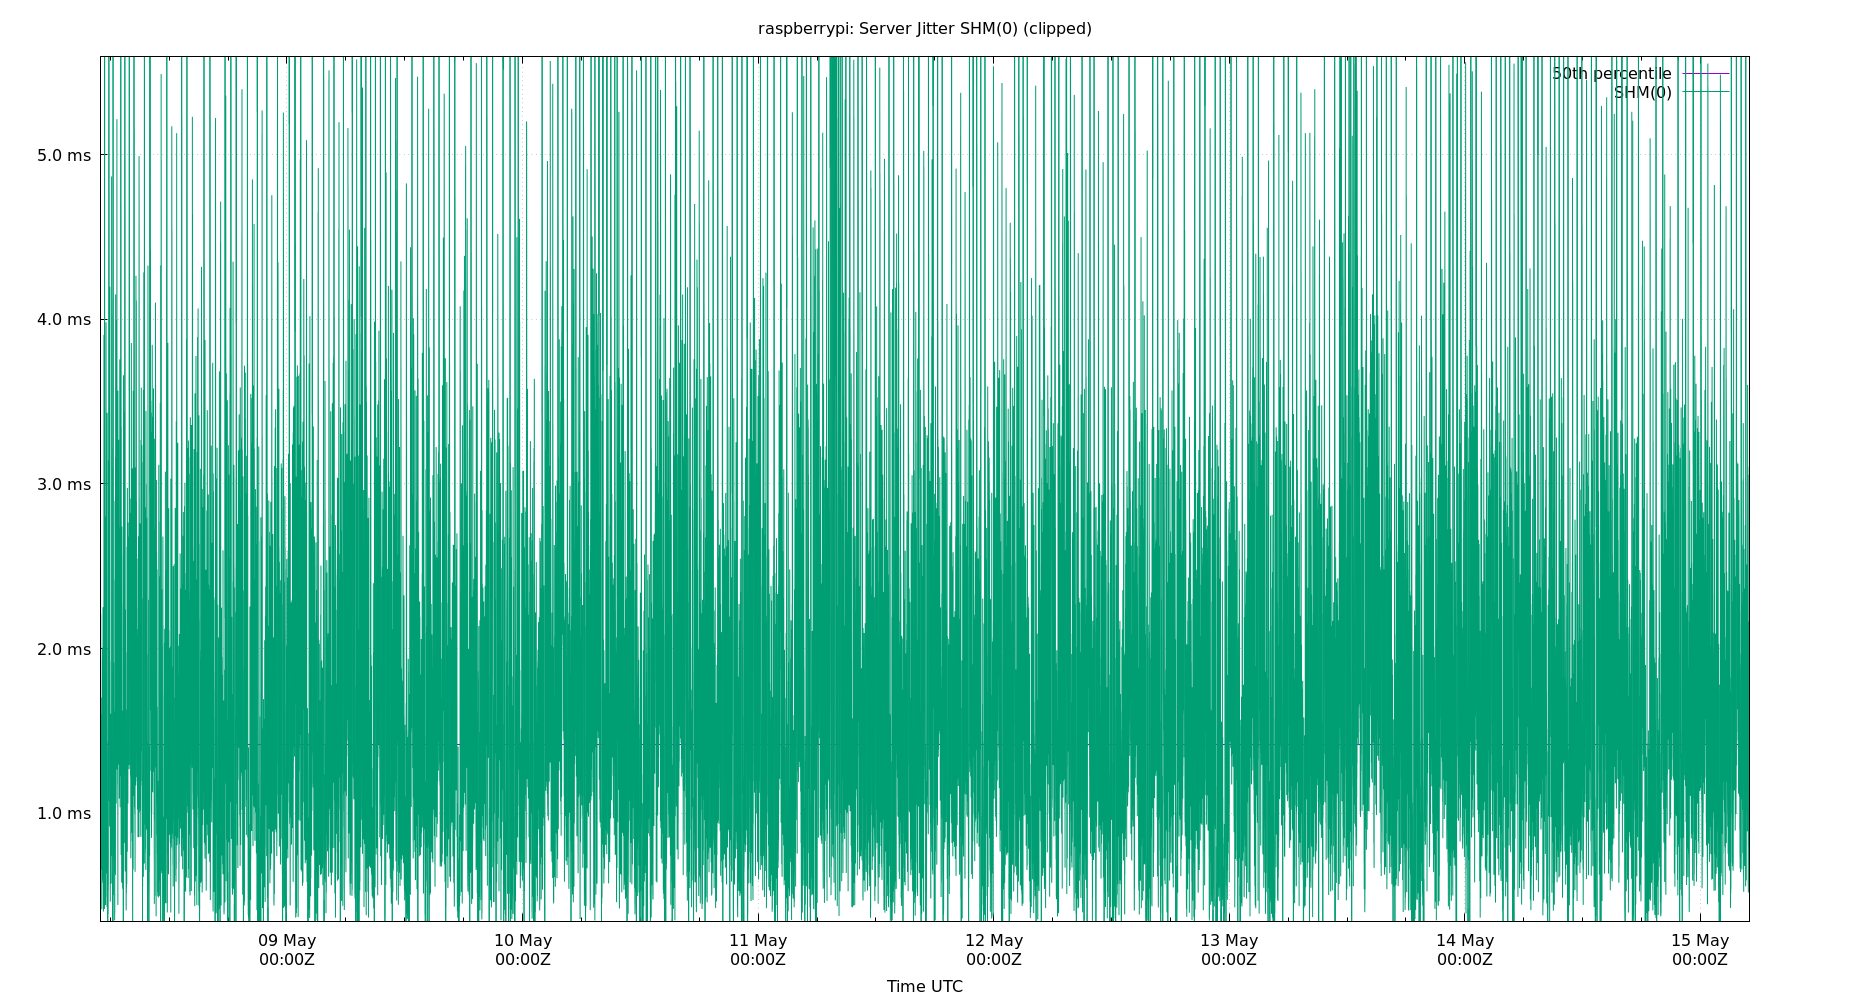 raspberrypi: Server Jitter SHM(0) (clipped)
50th percentile
SHM(0)
5.0 ms
4.0 ms
3.0 ms
2.0 ms
1.0 ms
09 May
00:00Z
10 May
00:00Z
11 May
00:00Z
12 May
00:00Z
13 May
00:00Z
14 May
00:00Z
15 May
00:00Z
Time UTC